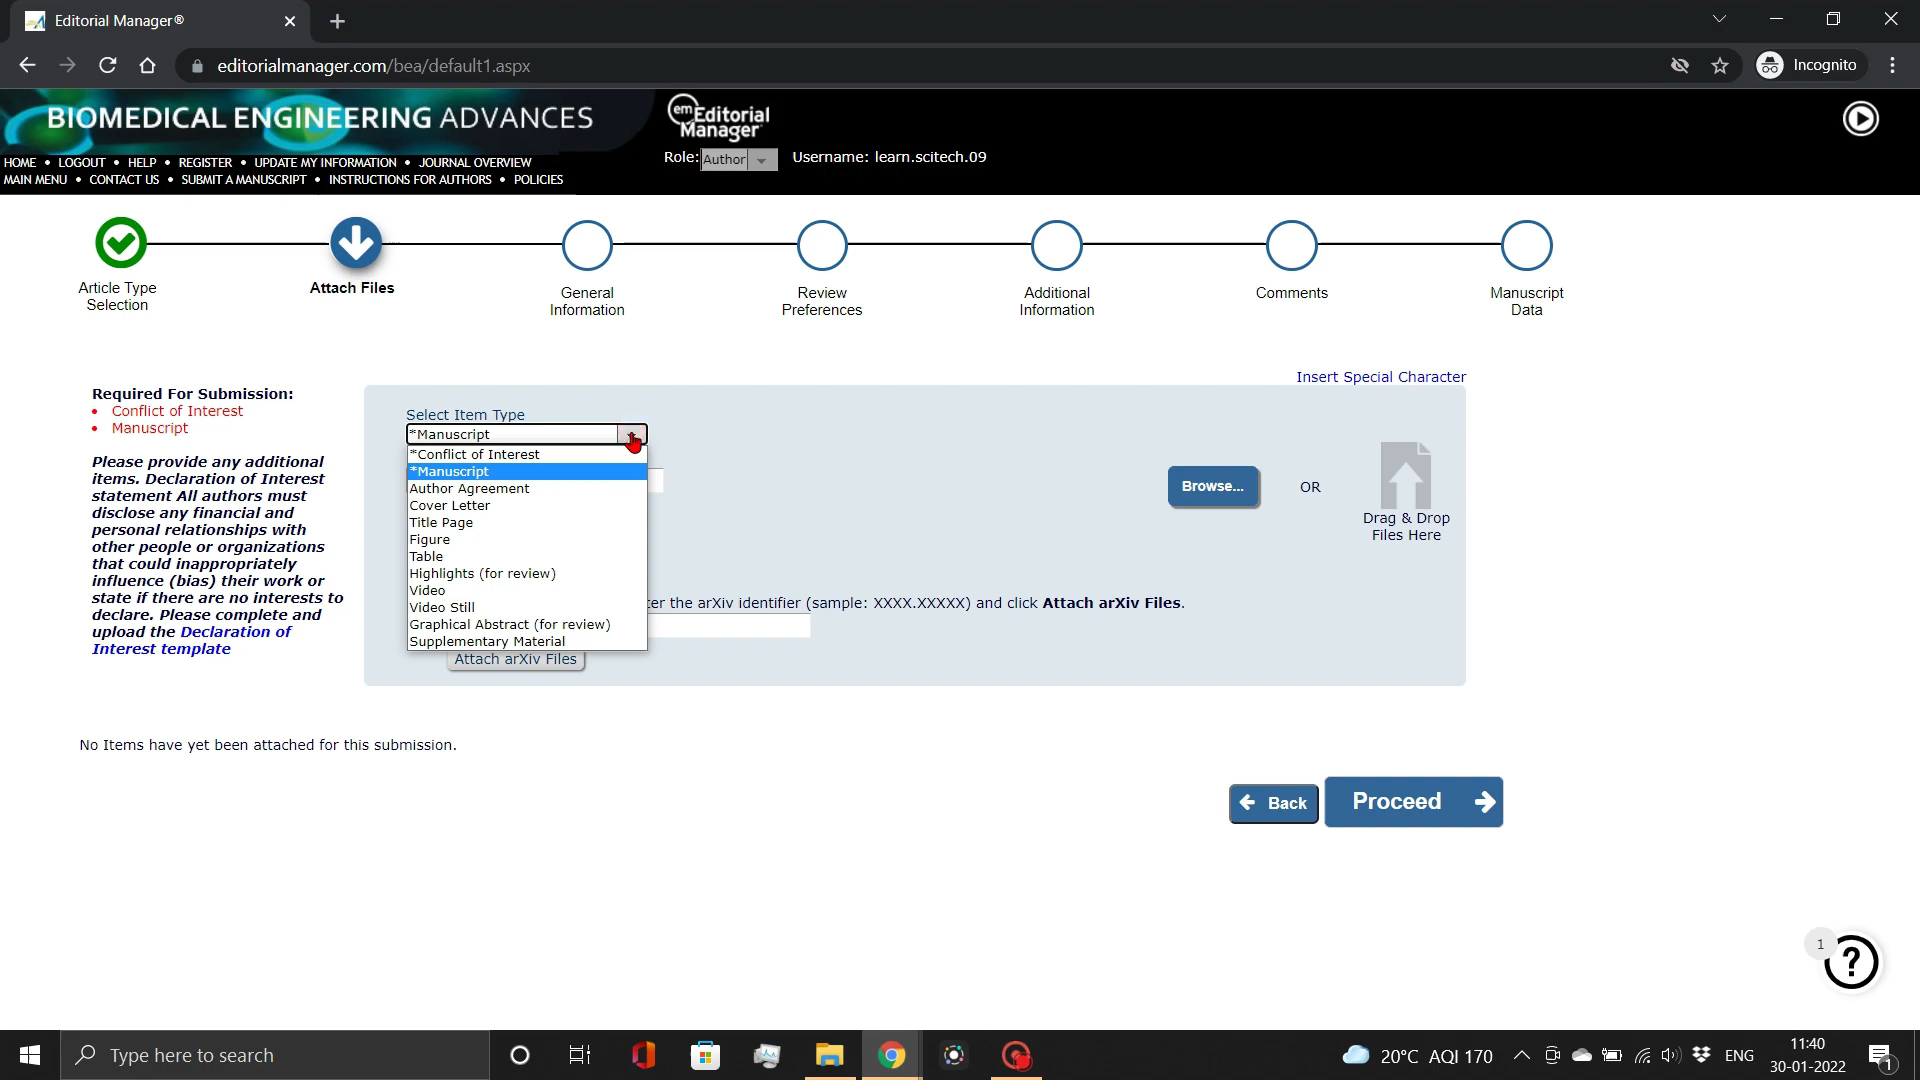 Editorial Manager®
editorialmanager.com/bea/default1.aspx
Incognito
BIOMEDICAL ENGINEERING ADVANCES
em Editorial
Manager®
Role: Author
Username: learn.scitech.09
HOME • LOGOUT • HELP • REGISTER • UPDATE MY INFORMATION • JOURNAL OVERVIEW
MAIN MENU • CONTACT US • SUBMIT A MANUSCRIPT • INSTRUCTIONS FOR AUTHORS • POLICIES
Article Type
Selection
Attach Files
General
Information
Review
Preferences
Additional
Information
Comments
Manuscript
Data
Insert Special Character
Required For Submission:
• Conflict of Interest
• Manuscript
Please provide any additional
items. Declaration of Interest
statement All authors must
disclose any financial and
personal relationships with
other people or organizations
that could inappropriately
influence (bias) their work or
state if there are no interests to
declare. Please complete and
upload the Declaration of
Interest template
Select Item Type
*Manuscript
*Conflict of Interest
*Manuscript
Author Agreement
Cover Letter
Title Page
Figure
Table
Highlights (for review)
Video
Video Still
Graphical Abstract (for review)
Supplementary Material
Browse...
OR
Drag & Drop
Files Here
the arXiv identifier (sample: XXXX.XXXXX) and click Attach arXiv Files.
Attach arXiv Files
No Items have yet been attached for this submission.
Back
Proceed
1
?
Type here to search
20°C AQI 170
ENG
11:40
30-01-2022
1